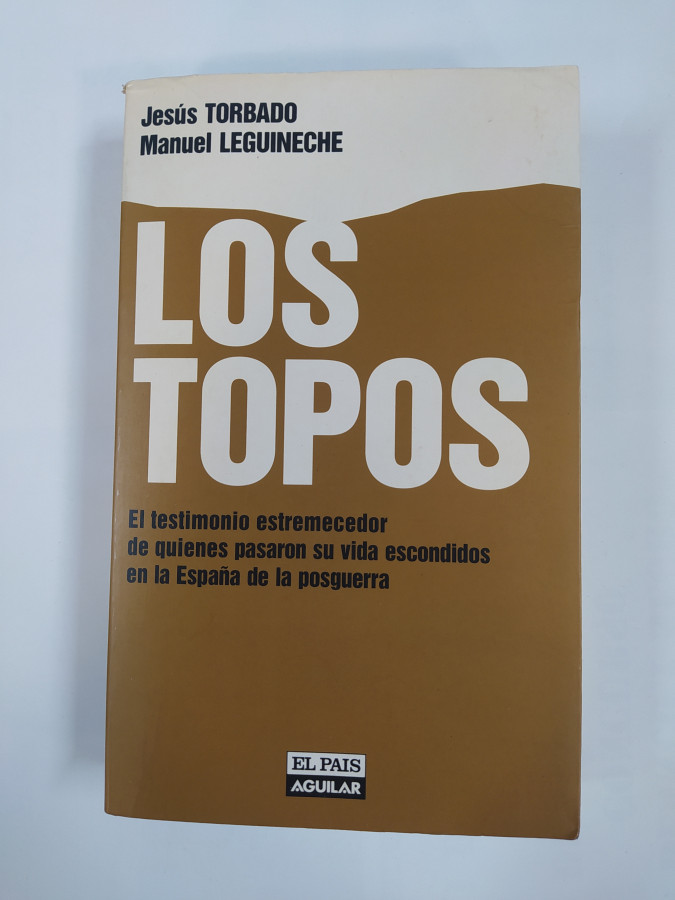 Jesús TORBADO
Manuel LEGUINECHE
LOS
TOPOS
El testimonio estremecedor
de quienes pasaron su vida escondidos
en la España de la posguerra
EL PAIS
AGUILAR